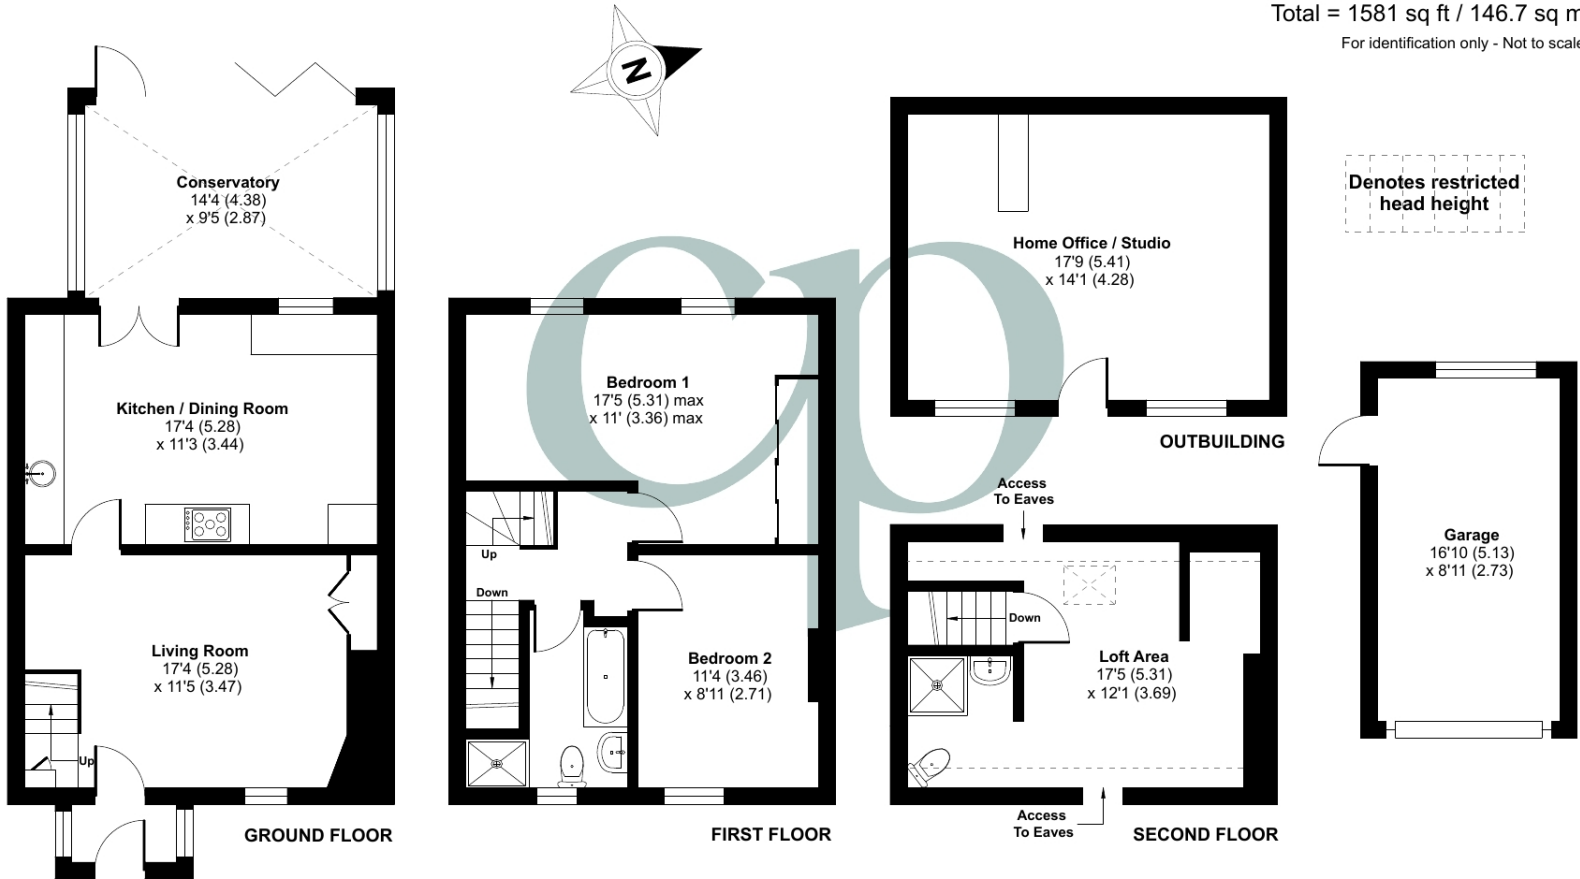 Total = 1581 sq ft / 146.7 sq m
For identification only - Not to scale
N
Conservatory
14'4 (4.38)
x 9'5 (2.87)
Denotes restricted
head height
Home Office / Studio
17'9 (5.41)
x 14'1 (4.28)
Kitchen / Dining Room
17'4 (5.28)
x 11'3 (3.44)
Bedroom 1
17'5 (5.31) max
x 11' (3.36) max
cp
OUTBUILDING
Access
To Eaves
Garage
16'10 (5.13)
x 8'11 (2.73)
Up
Down
Living Room
17'4 (5.28)
x 11'5 (3.47)
Up
Bedroom 2
11'4 (3.46)
x 8'11 (2.71)
Down
Loft Area
17'5 (5.31)
x 12'1 (3.69)
Access
To Eaves
GROUND FLOOR
FIRST FLOOR
SECOND FLOOR